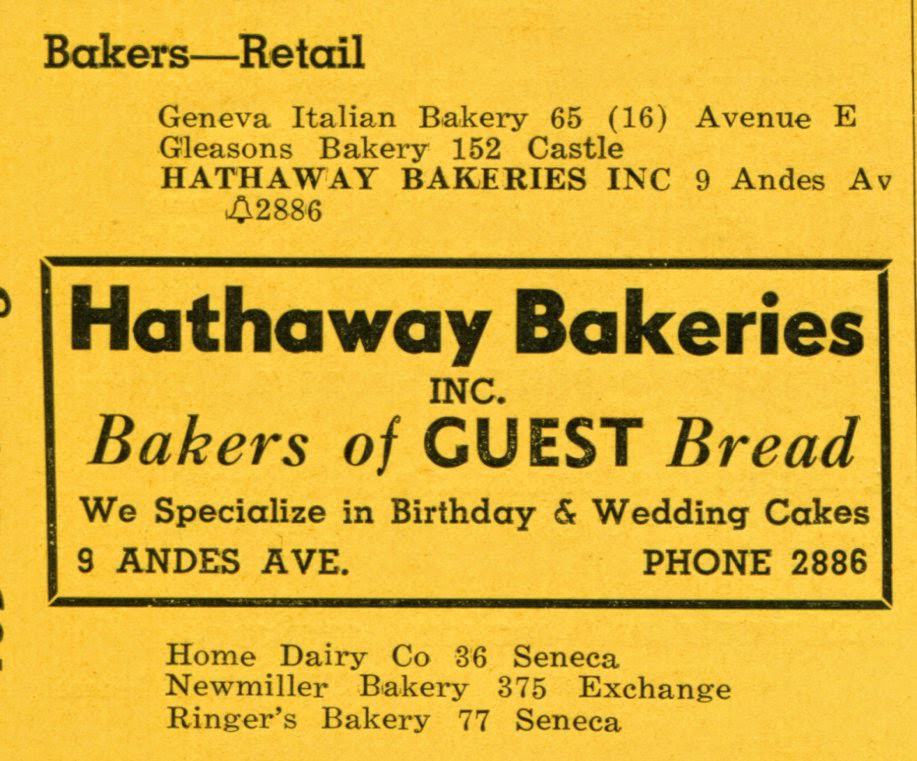 Bakers—Retail
Geneva Italian Bakery 65 (16) Avenue E
Gleasons Bakery 152 Castle
HATHAWAY BAKERIES INC 9 Andes Av
2886
Hathaway Bakeries
INC.
Bakers of GUEST Bread
We Specialize in Birthday & Wedding Cakes
9 ANDES AVE. PHONE 2886
Home Dairy Co 36 Seneca
Newmiller Bakery 375 Exchange
Ringer's Bakery 77 Seneca